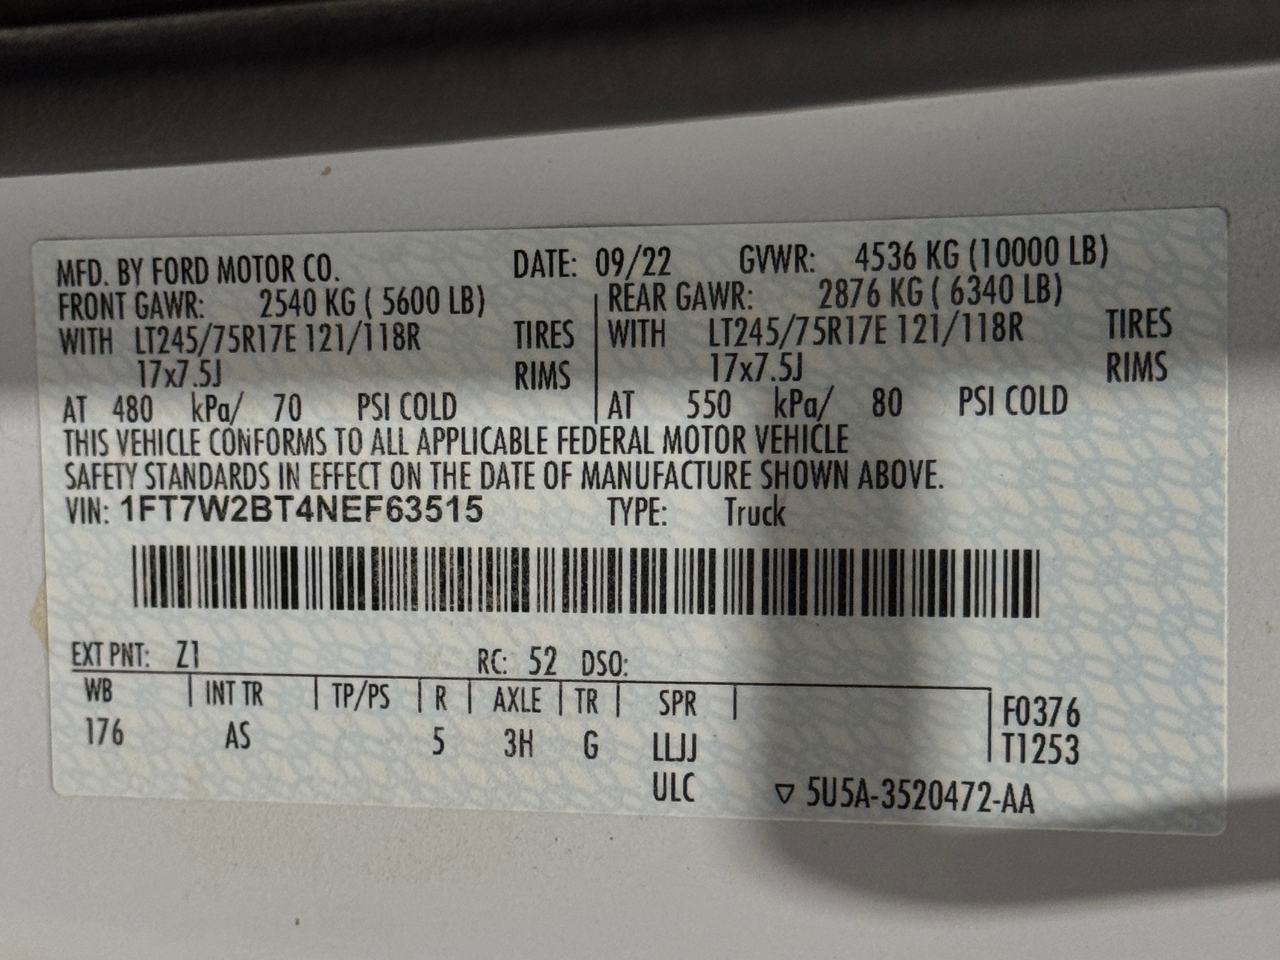 MFD. BY FORD MOTOR CO. DATE: 09/22 GVWR: 4536 KG (10000 LB)
FRONT GAWR: 2540 KG ( 5600 LB) REAR GAWR: 2876 KG ( 6340 LB)
WITH LT245/75R17E 121/118R TIRES WITH LT245/75R17E 121/118R TIRES
17x7.5J RIMS 17x7.5J RIMS
AT 480 kPa/ 70 PSI COLD AT 550 kPa/ 80 PSI COLD
THIS VEHICLE CONFORMS TO ALL APPLICABLE FEDERAL MOTOR VEHICLE
SAFETY STANDARDS IN EFFECT ON THE DATE OF MANUFACTURE SHOWN ABOVE.
VIN: 1FT7W2BT4NEF63515 TYPE: Truck
EXT PNT: Z1 RC: 52 DSO:
WB INT TR TP/PS R AXLE TR SPR F0376
176 AS 5 3H G LLJJ T1253
ULC ▽ 5U5A-3520472-AA